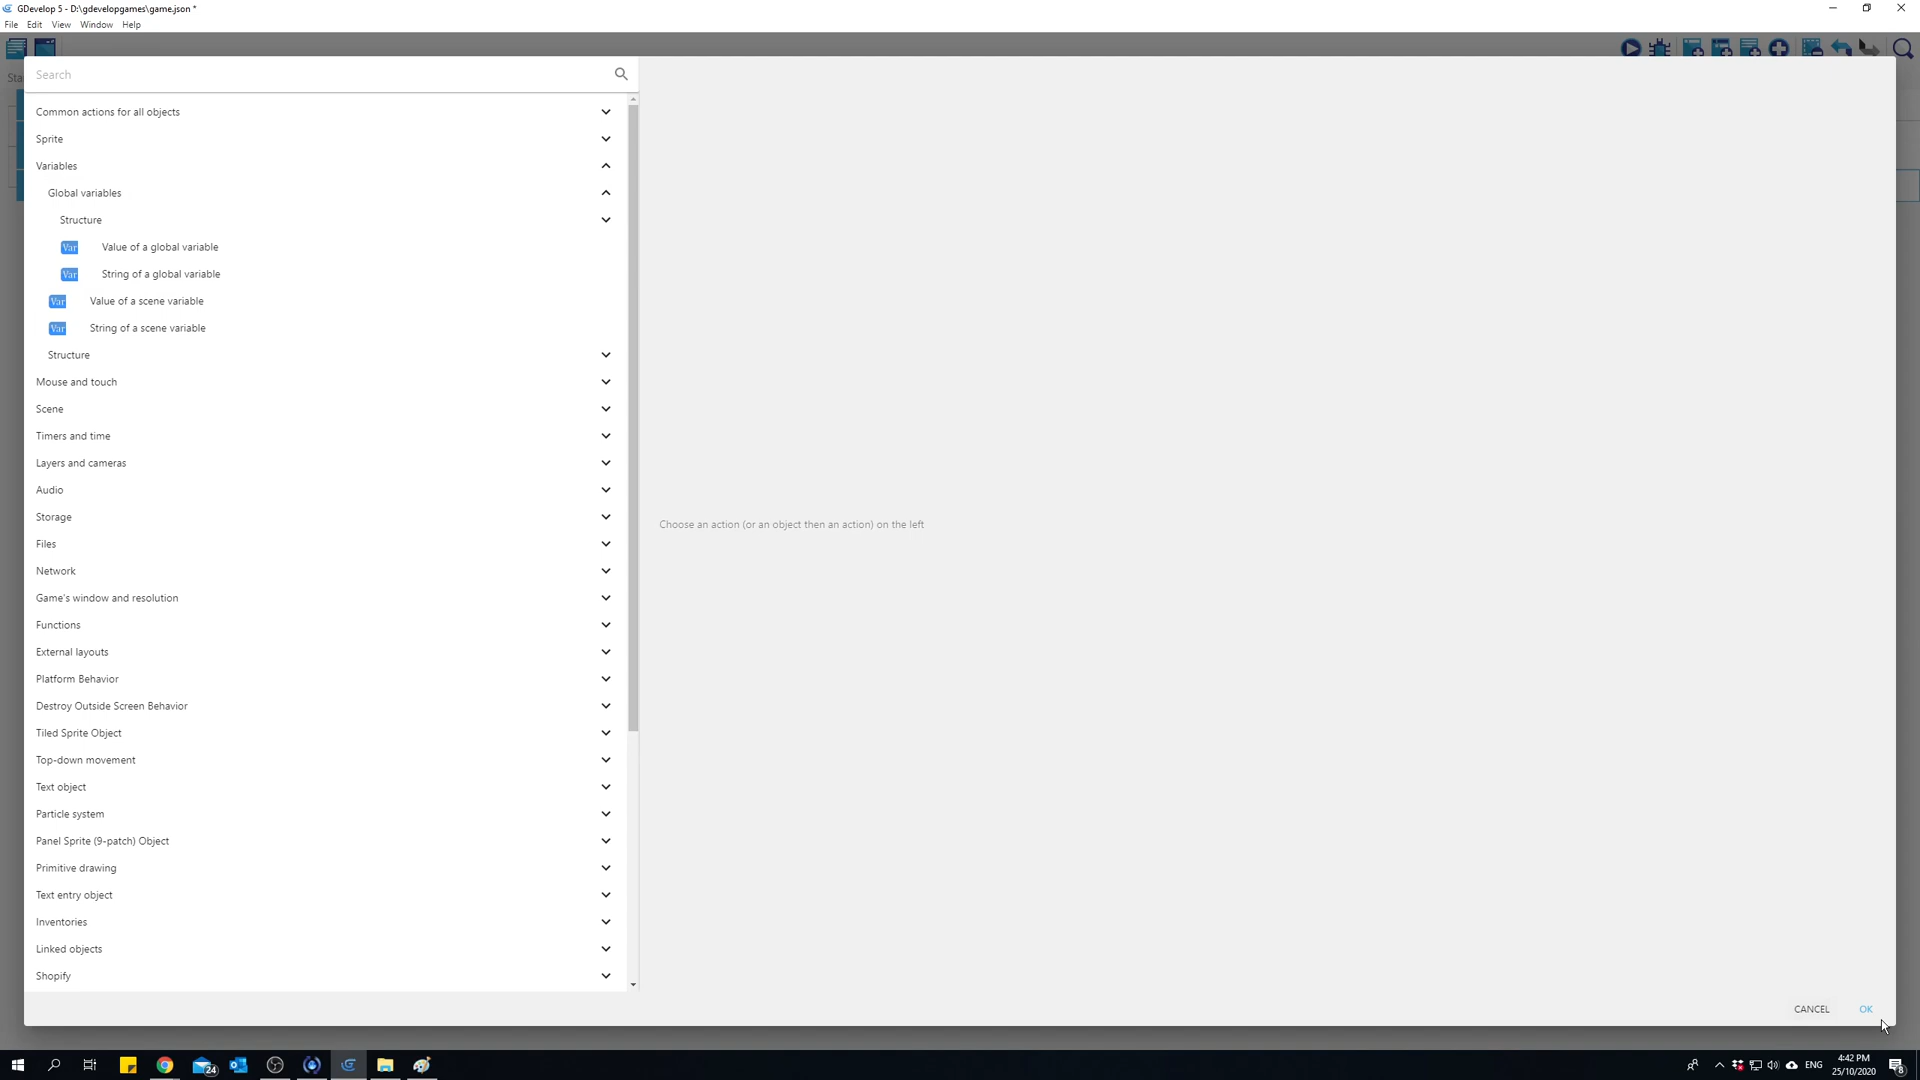 GDevelop 5 - D:\gdevelopgames\game.json *
File Edit View Window Help
Search
Common actions for all objects
Sprite
Variables
Global variables
Structure
Var Value of a global variable
Var String of a global variable
Var Value of a scene variable
Var String of a scene variable
Structure
Mouse and touch
Scene
Timers and time
Layers and cameras
Audio
Storage
Files
Network
Game's window and resolution
Functions
External layouts
Platform Behavior
Destroy Outside Screen Behavior
Tiled Sprite Object
Top-down movement
Text object
Particle system
Panel Sprite (9-patch) Object
Primitive drawing
Text entry object
Inventories
Linked objects
Shopify
Choose an action (or an object then an action) on the left
CANCEL OK
24
ENG
4:42 PM
25/10/2020
8